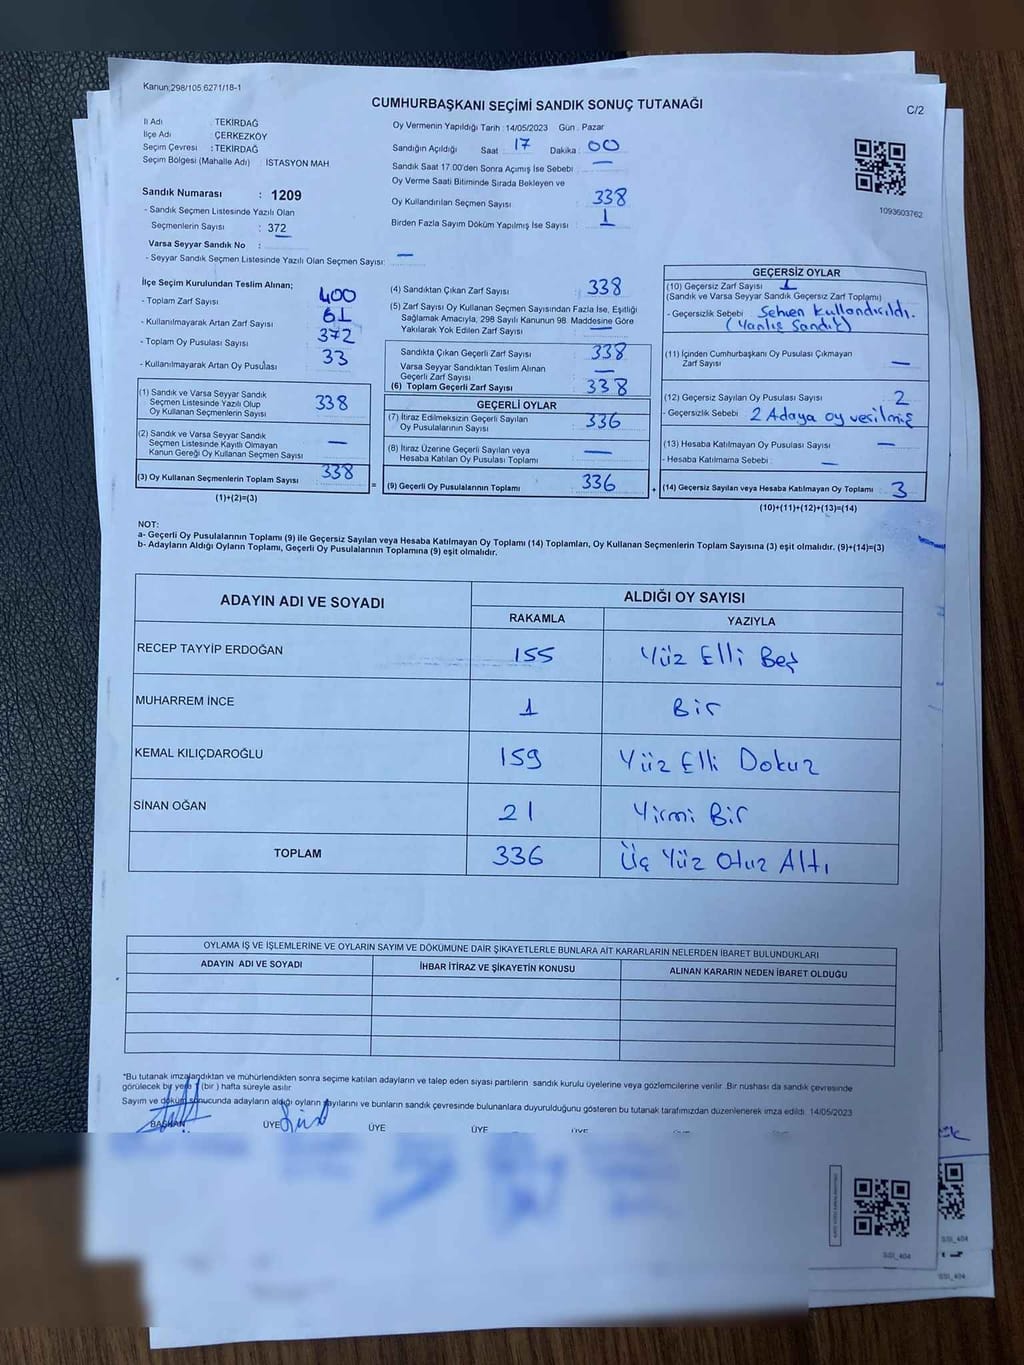 Kanun;298/105.6271/18-1
CUMHURBAŞKANI SEÇİMİ SANDIK SONUÇ TUTANAĞI
C/2
İl Adı : TEKİRDAĞ
İlçe Adı : ÇERKEZKÖY
Seçim Çevresi : TEKİRDAĞ
Seçim Bölgesi (Mahalle Adı) : İSTASYON MAH
Sandık Numarası : 1209
- Sandık Seçmen Listesinde Yazılı Olan
Seçmenlerin Sayısı : 372
Varsa Seyyar Sandık No :
- Seyyar Sandık Seçmen Listesinde Yazılı Olan Seçmen Sayısı: —
Oy Vermenin Yapıldığı Tarih : 14/05/2023 Gün : Pazar
Sandığın Açıldığı Saat 17 Dakika : 00
Sandık Saat 17.00'den Sonra Açımış İse Sebebi : —
Oy Verme Saati Bitiminde Sırada Bekleyen ve
Oy Kullandırılan Seçmen Sayısı : 338
Birden Fazla Sayım Döküm Yapılmış İse Sayısı : 1
1093603762
İlçe Seçim Kurulundan Teslim Alınan;
- Toplam Zarf Sayısı 400
- Kullanılmayarak Artan Zarf Sayısı 61
- Toplam Oy Pusulası Sayısı 372
- Kullanılmayarak Artan Oy Pusulası 33
(1) Sandık ve Varsa Seyyar Sandık
Seçmen Listesinde Yazılı Olup
Oy Kullanan Seçmenlerin Sayısı 338
(2) Sandık ve Varsa Seyyar Sandık
Seçmen Listesinde Kayıtlı Olmayan
Kanun Gereği Oy Kullanan Seçmen Sayısı —
(3) Oy Kullanan Seçmenlerin Toplam Sayısı 338
(1)+(2)=(3)
=
(4) Sandıktan Çıkan Zarf Sayısı 338
(5) Zarf Sayısı Oy Kullanan Seçmen Sayısından Fazla İse, Eşitliği
Sağlamak Amacıyla, 298 Sayılı Kanunun 98. Maddesine Göre
Yakılarak Yok Edilen Zarf Sayısı —
Sandıkta Çıkan Geçerli Zarf Sayısı 338
Varsa Seyyar Sandıktan Teslim Alınan
Geçerli Zarf Sayısı —
(6) Toplam Geçerli Zarf Sayısı 338
GEÇERLİ OYLAR
(7) İtiraz Edilmeksizin Geçerli Sayılan
Oy Pusulalarının Sayısı 336
(8) İtiraz Üzerine Geçerli Sayılan veya
Hesaba Katılan Oy Pusulası Toplamı —
(9) Geçerli Oy Pusulalarının Toplamı 336
+
GEÇERSİZ OYLAR
(10) Geçersiz Zarf Sayısı 1
(Sandık ve Varsa Seyyar Sandık Geçersiz Zarf Toplamı)
- Geçersizlik Sebebi Sehven kullandırıldı.
(Yanlış Sandık)
(11) İçinden Cumhurbaşkanı Oy Pusulası Çıkmayan
Zarf Sayısı —
(12) Geçersiz Sayılan Oy Pusulası Sayısı 2
- Geçersizlik Sebebi : 2 Adaya oy verilmiş
(13) Hesaba Katılmayan Oy Pusulası Sayısı —
- Hesaba Katılmama Sebebi : —
(14) Geçersiz Sayılan veya Hesaba Katılmayan Oy Toplamı 3
(10)+(11)+(12)+(13)=(14)
NOT:
a- Geçerli Oy Pusulalarının Toplamı (9) ile Geçersiz Sayılan veya Hesaba Katılmayan Oy Toplamı (14) Toplamları, Oy Kullanan Seçmenlerin Toplam Sayısına (3) eşit olmalıdır. (9)+(14)=(3)
b- Adayların Aldığı Oyların Toplamı, Geçerli Oy Pusulalarının Toplamına (9) eşit olmalıdır.
ADAYIN ADI VE SOYADI ALDIĞI OY SAYISI
RAKAMLA YAZIYLA
RECEP TAYYİP ERDOĞAN 155 Yüz Elli Beş
MUHARREM İNCE 1 Bir
KEMAL KILIÇDAROĞLU 159 Yüz Elli Dokuz
SİNAN OĞAN 21 Yirmi Bir
TOPLAM 336 Üç Yüz Otuz Altı
OYLAMA İŞ VE İŞLEMLERİNE VE OYLARIN SAYIM VE DÖKÜMÜNE DAİR ŞİKAYETLERLE BUNLARA AİT KARARLARIN NELERDEN İBARET BULUNDUKLARI
ADAYIN ADI VE SOYADI İHBAR İTİRAZ VE ŞİKAYETİN KONUSU ALINAN KARARIN NEDEN İBARET OLDUĞU
*Bu tutanak imzalandıktan ve mühürlendikten sonra seçime katılan adayların ve talep eden siyasi partilerin sandık kurulu üyelerine veya gözlemcilerine verilir. Bir nüshası da sandık çevresinde
görülecek bir yere 1 (bir) hafta süreyle asılır.
Sayım ve döküm sonucunda adayların aldığı oyların sayılarını ve bunların sandık çevresinde bulunanlara duyurulduğunu gösteren bu tutanak tarafımızdan düzenlenerek imza edildi. 14/05/2023
BAŞKAN ÜYE ÜYE ÜYE ÜYE
SSİ_404
SSİ_404
SSİ_404